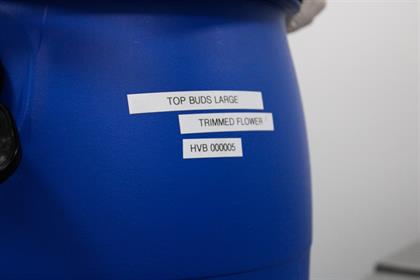 TOP BUDS LARGE
TRIMMED FLOWER
HVB 000005